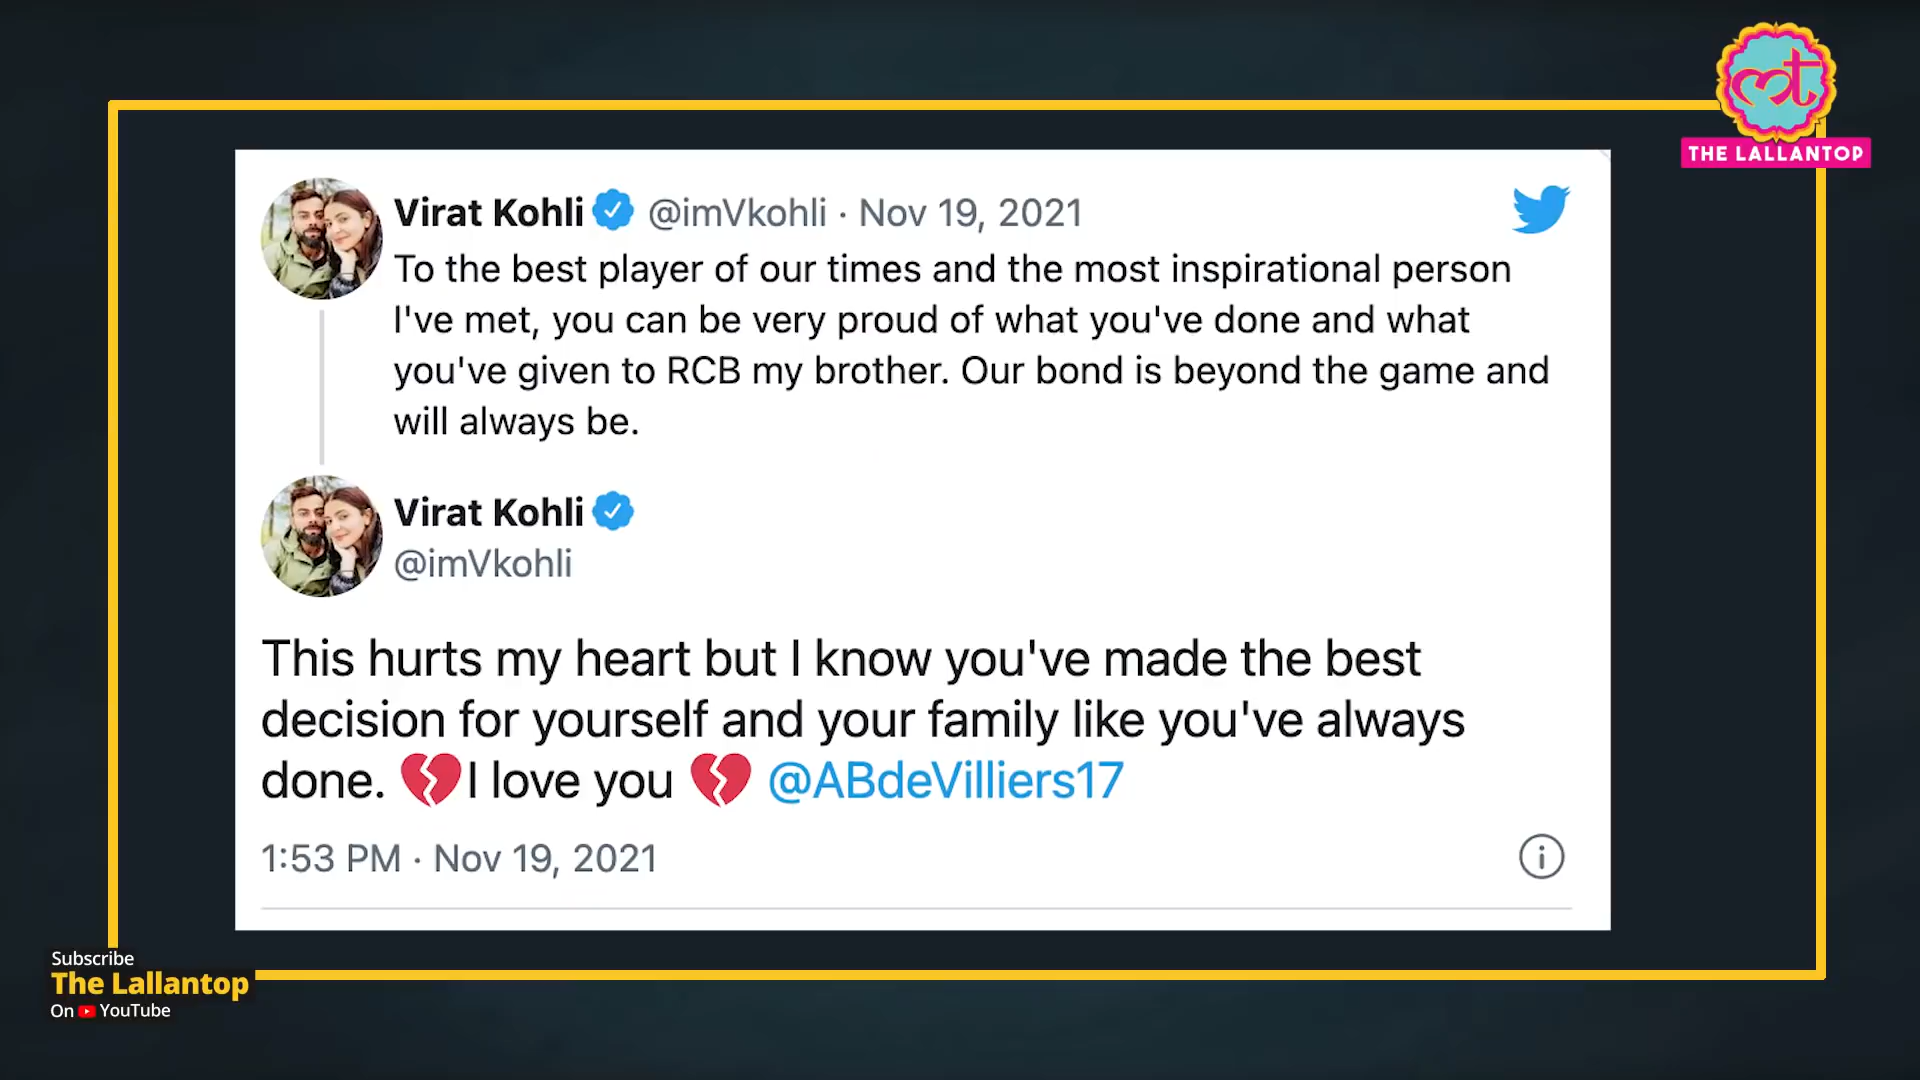 THE LALLANTOP
Virat Kohli @imVkohli · Nov 19, 2021
To the best player of our times and the most inspirational person
I've met, you can be very proud of what you've done and what
you've given to RCB my brother. Our bond is beyond the game and
will always be.
Virat Kohli
@imVkohli
This hurts my heart but I know you've made the best
decision for yourself and your family like you've always
done. 💔I love you 💔 @ABdeVilliers17
1:53 PM · Nov 19, 2021
Subscribe
The Lallantop
On YouTube